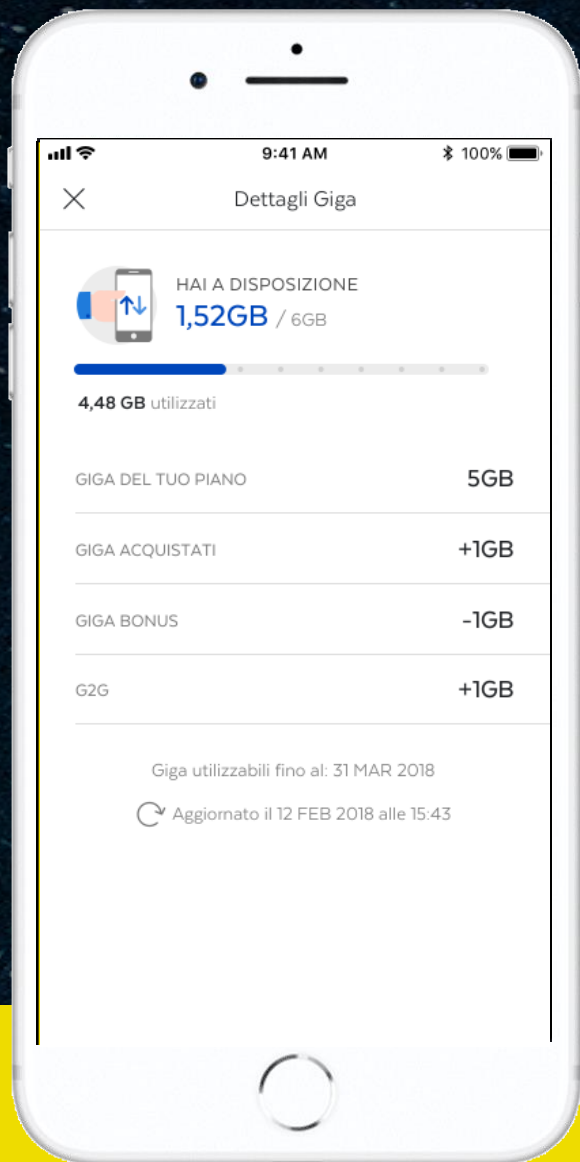 9:41 AM 100%
Dettagli Giga
HAI A DISPOSIZIONE
1,52GB / 6GB
4,48 GB utilizzati
GIGA DEL TUO PIANO 5GB
GIGA ACQUISTATI +1GB
GIGA BONUS -1GB
G2G +1GB
Giga utilizzabili fino al: 31 MAR 2018
Aggiornato il 12 FEB 2018 alle 15:43